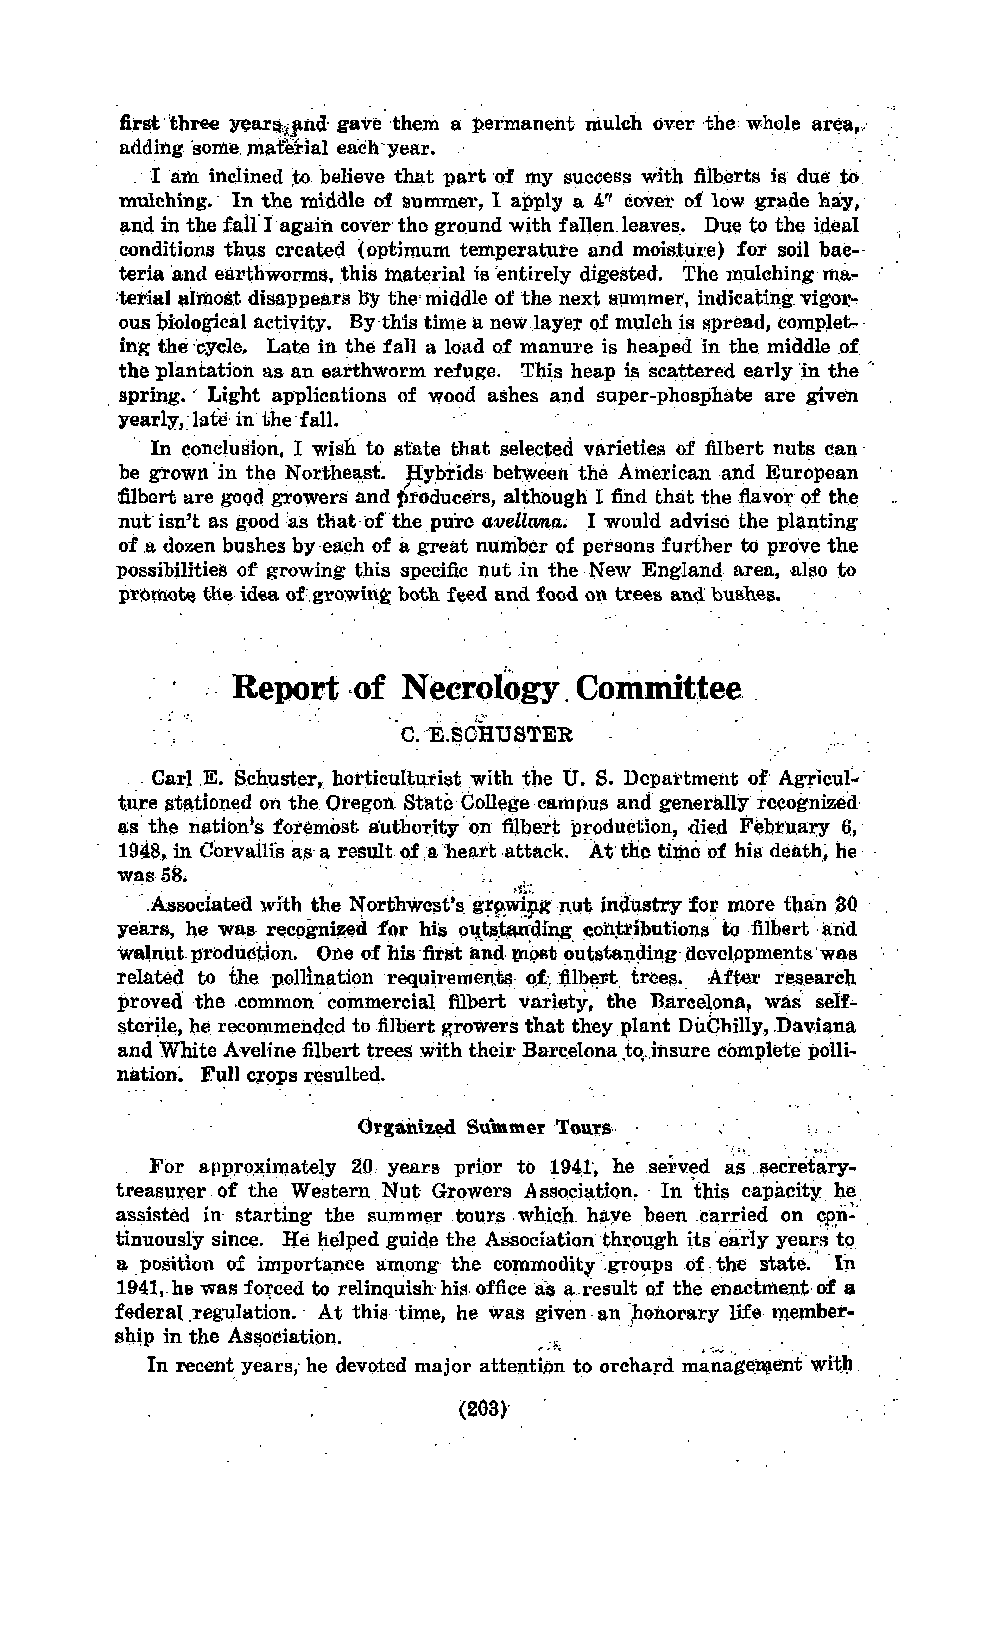 first three years and gave them a permanent mulch over the whole area,
adding some material each year.
I am inclined to believe that part of my success with filberts is due to
mulching. In the middle of summer, I apply a 4" cover of low grade hay,
and in the fall I again cover the ground with fallen leaves. Due to the ideal
conditions thus created (optimum temperature and moisture) for soil bac-
teria and earthworms, this material is entirely digested. The mulching ma-
terial almost disappears by the middle of the next summer, indicating vigor-
ous biological activity. By this time a new layer of mulch is spread, complet-
ing the cycle. Late in the fall a load of manure is heaped in the middle of
the plantation as an earthworm refuge. This heap is scattered early in the
spring. Light applications of wood ashes and super-phosphate are given
yearly, late in the fall.
In conclusion, I wish to state that selected varieties of filbert nuts can
be grown in the Northeast. Hybrids between the American and European
filbert are good growers and producers, although I find that the flavor of the
nut isn't as good as that of the pure avellana. I would advise the planting
of a dozen bushes by each of a great number of persons further to prove the
possibilities of growing this specific nut in the New England area, also to
promote the idea of growing both feed and food on trees and bushes.
Report of Necrology Committee
C. E.SCHUSTER
Carl E. Schuster, horticulturist with the U. S. Department of Agricul-
ture stationed on the Oregon State College campus and generally recognized
as the nation's foremost authority on filbert production, died February 6,
1948, in Corvallis as a result of a heart attack. At the time of his death, he
was 58.
Associated with the Northwest's growing nut industry for more than 30
years, he was recognized for his outstanding contributions to filbert and
walnut production. One of his first and most outstanding developments was
related to the pollination requirements of filbert trees. After research
proved the common commercial filbert variety, the Barcelona, was self-
sterile, he recommended to filbert growers that they plant DuChilly, Daviana
and White Aveline filbert trees with their Barcelona to insure complete polli-
nation. Full crops resulted.
Organized Summer Tours
For approximately 20 years prior to 1941, he served as secretary-
treasurer of the Western Nut Growers Association. In this capacity he
assisted in starting the summer tours which have been carried on con-
tinuously since. He helped guide the Association through its early years to
a position of importance among the commodity groups of the state. In
1941, he was forced to relinquish his office as a result of the enactment of a
federal regulation. At this time, he was given an honorary life member-
ship in the Association.
In recent years, he devoted major attention to orchard management with
(203)